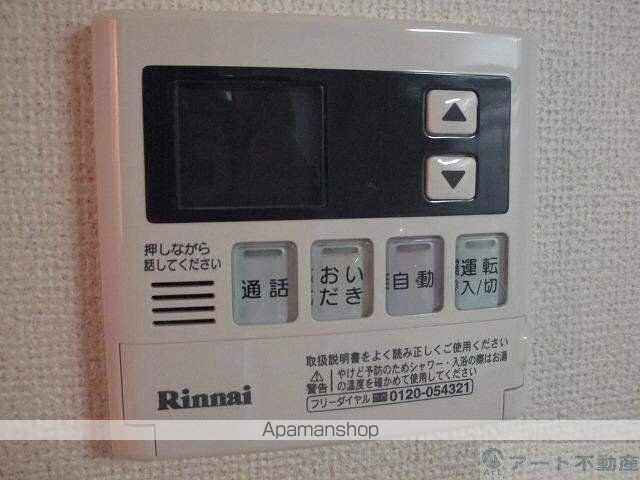 ▲
▼
押しながら
話してください
通話
おい
だき
自動
運転
入/切
取扱説明書をよく読み正しくご使用ください
⚠警告 やけど予防のためシャワー・入浴の際はお湯
の温度を確かめて使用してください
フリーダイヤル 0120-054321
Rinnai
Apamanshop
アート不動産